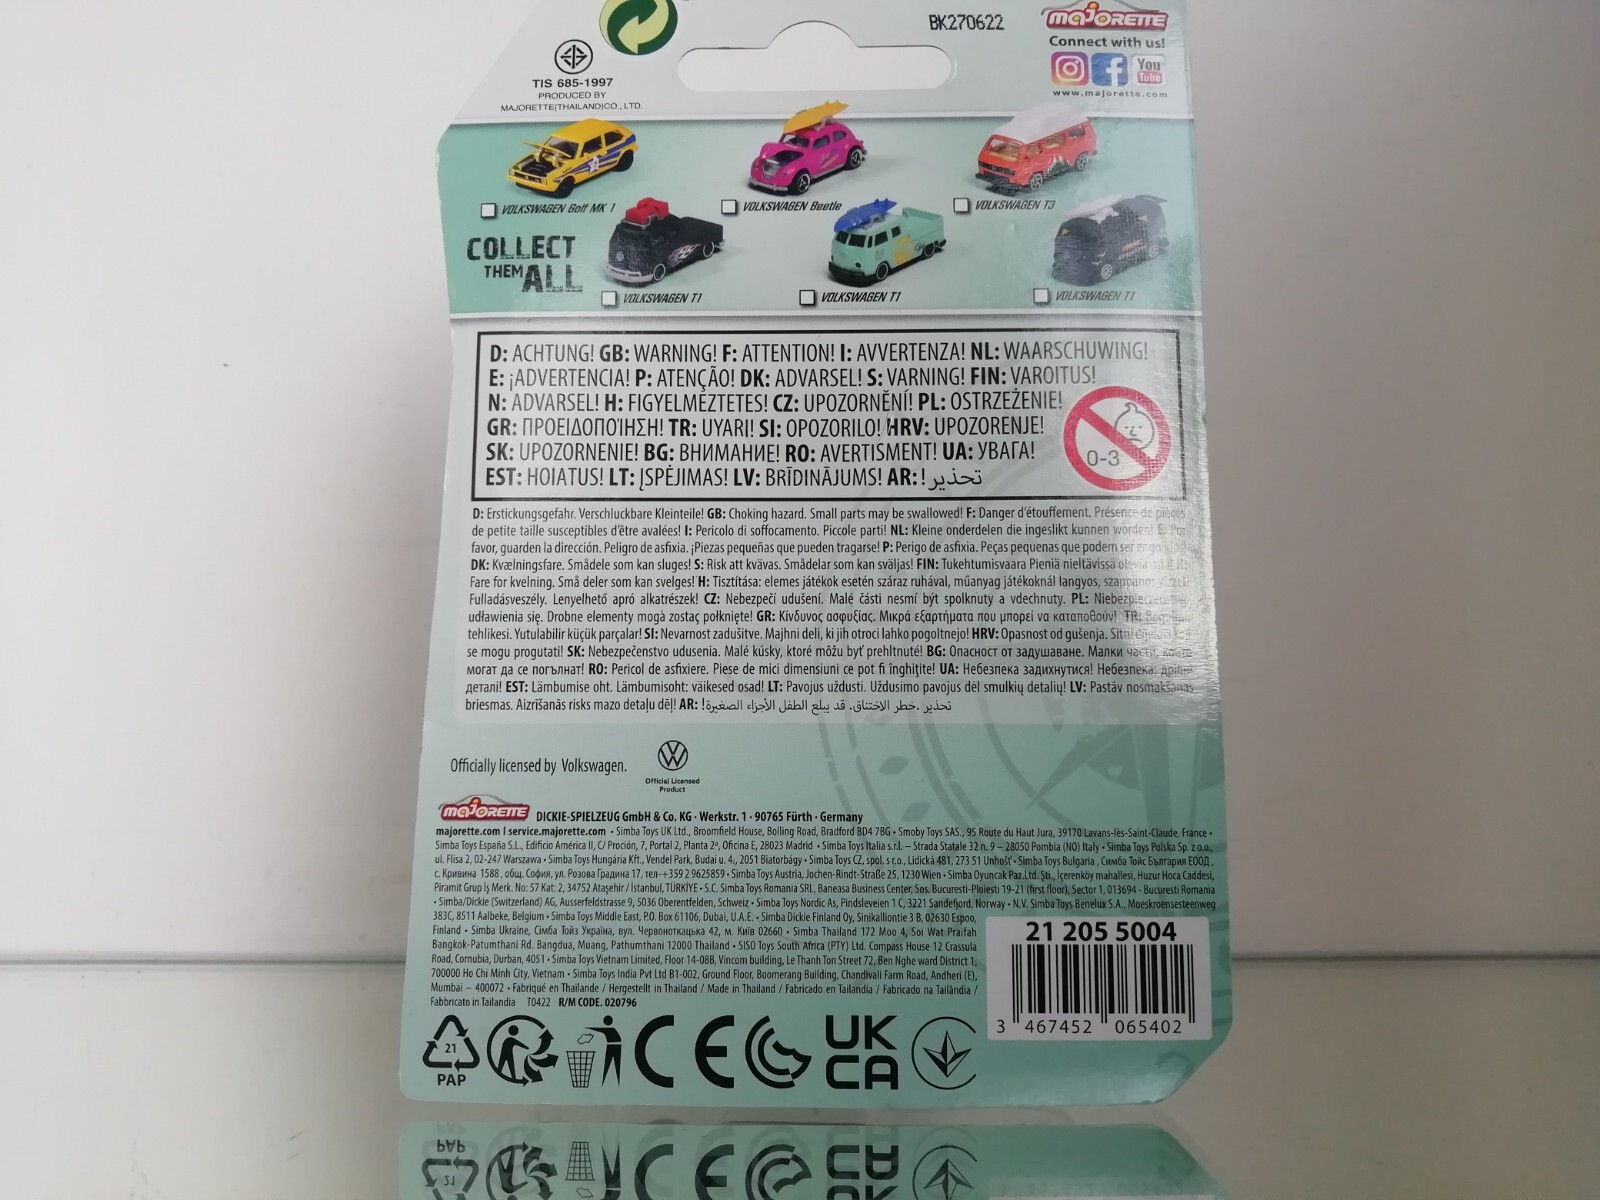 BK270622
majORETTE
Connect with us!
You
Tube
www.majorette.com
TIS 685-1997
PRODUCED BY
MAJORETTE(THAILAND)CO., LTD.
VOLKSWAGEN Golf MK 1
VOLKSWAGEN Beetle
VOLKSWAGEN T3
COLLECT
THEM ALL
VOLKSWAGEN T1
VOLKSWAGEN T1
VOLKSWAGEN T1
D: ACHTUNG! GB: WARNING! F: ATTENTION! I: AVVERTENZA! NL: WAARSCHUWING!
E: ¡ADVERTENCIA! P: ATENÇÃO! DK: ADVARSEL! S: VARNING! FIN: VAROITUS!
N: ADVARSEL! H: FIGYELMEZTETES! CZ: UPOZORNĚNÍ! PL: OSTRZEŻENIE!
GR: ΠΡΟΕΙΔΟΠΟΊΗΣΗ! TR: UYARI! SI: OPOZORILO! HRV: UPOZORENJE!
SK: UPOZORNENIE! BG: ВНИМАНИЕ! RO: AVERTISMENT! UA: УВАГА!
EST: HOIATUS! LT: ĮSPĖJIMAS! LV: BRĪDINĀJUMS! AR: تحذير!
0-3
D: Erstickungsgefahr. Verschluckbare Kleinteile! GB: Choking hazard. Small parts may be swallowed! F: Danger d'étouffement. Présence de pièces
de petite taille susceptibles d'être avalées! I: Pericolo di soffocamento. Piccole parti! NL: Kleine onderdelen die ingeslikt kunnen worden! E: Por
favor, guarden la dirección. Peligro de asfixia. ¡Piezas pequeñas que pueden tragarse! P: Perigo de asfixia. Peças pequenas que podem ser
DK: Kvælningsfare. Smådele som kan sluges! S: Risk att kvävas. Smådelar som kan sväljas! FIN: Tukehtumisvaara Pieniä nieltävissä olevia
Fare for kvelning. Små deler som kan svelges! H: Tisztítása: elemes játékok esetén száraz ruhával, műanyag játékoknál langyos, szappanos
Fulladásveszély. Lenyelhető apró alkatrészek! CZ: Nebezpečí udušení. Malé části nesmí být spolknuty a vdechnuty. PL:
udławienia się. Drobne elementy mogą zostać połknięte! GR: Κίνδυνος ασφυξίας. Μικρά εξαρτήματα που μπορεί να καταποθούν! TR:
tehlikesi. Yutulabilir küçük parçalar! SI: Nevarnost zadušitve. Majhni deli, ki jih otroci lahko pogoltnejo! HRV: Opasnost od gušenja.
se mogu progutati! SK: Nebezpečenstvo udusenia. Malé kúsky, ktoré môžu byť prehltnuté! BG: Опасност от задушаване. Малки части, които
могат да се погълнат! RO: Pericol de asfixiere. Piese de mici dimensiuni ce pot fi înghiţite! UA: Небезпека задихнутися! Небезпека: дрібні
деталі! EST: Lämbumise oht. Lämbumisoht: väikesed osad! LT: Pavojus uždusti. Uždusimo pavojus dėl smulkių detalių! LV: Pastāv nosmakšanas
briesmas. Aizrīšanās risks mazo detaļu dēļ! AR: تحذير .خطر الاختناق. قد يبلع الطفل الأجزاء الصغيرة!
Officially licensed by Volkswagen.
Official Licensed
Product
majORETTE DICKIE-SPIELZEUG GmbH & Co. KG · Werkstr. 1 · 90765 Fürth · Germany
majorette.com I service.majorette.com • Simba Toys UK Ltd., Broomfield House, Bolling Road, Bradford BD4 7BG • Smoby Toys SAS., 95 Route du Haut Jura, 39170 Lavans-lès-Saint-Claude, France •
Simba Toys España S.L., Edificio América II, C/ Proción, 7, Portal 2, Planta 2ª, Oficina E, 28023 Madrid • Simba Toys Italia s.r.l. – Strada Statale 32 n. 9 – 28050 Pombia (NO) Italy • Simba Toys Polska Sp. z o.o.,
ul. Flisa 2, 02-247 Warszawa • Simba Toys Hungária Kft., Vendel Park, Budai u. 4., 2051 Biatorbágy • Simba Toys CZ, spol. s r.o., Lidická 481, 273 51 Unhošť • Simba Toys Bulgaria , Симба Тойс България ЕООД ,
с. Кривина 1588 , общ. София, ул. Розова Градина 17, тел-+359 2 9625859 • Simba Toys Austria, Jochen-Rindt-Straße 25, 1230 Wien • Simba Oyuncak Paz.Ltd. Şti., İçerenköy mahallesi, Huzur Hoca Caddesi,
Piramit Grup İş Merk. No: 57 Kat: 2, 34752 Ataşehir / İstanbul, TÜRKİYE • S.C. Simba Toys Romania SRL, Baneasa Business Center, Sos. Bucuresti-Ploiesti 19-21 (first floor), Sector 1, 013694 - Bucuresti Romania
• Simba/Dickie (Switzerland) AG, Ausserfeldstrasse 9, 5036 Oberentfelden, Schweiz • Simba Toys Nordic AS, Pindsleveien 1 C, 3221 Sandefjord, Norway • N.V. Simba Toys Benelux S.A., Moeskroensesteenweg
383C, 8511 Aalbeke, Belgium • Simba Toys Middle East, P.O. Box 61106, Dubai, U.A.E. • Simba Dickie Finland Oy, Sinikalliontie 3 B, 02630 Espoo,
Finland • Simba Ukraine, Сімба Тойз Україна, вул. Червоноткацька 42, м. Київ 02660 • Simba Thailand 172 Moo 4, Soi Wat Praifah
Bangkok-Patumthani Rd. Bangdua, Muang, Pathumthani 12000 Thailand • SISO Toys South Africa (PTY) Ltd. Compass House 12 Crassula
Road, Cornubia, Durban, 4051 • Simba Toys Vietnam Limited, Floor 14-08B, Vincom building, Le Thanh Ton Street 72, Ben Nghe ward District 1,
700000 Ho Chi Minh City, Vietnam • Simba Toys India Pvt Ltd B1-002, Ground Floor, Boomerang Building, Chandivali Farm Road, Andheri (E),
Mumbai – 400072 • Fabriqué en Thaïlande / Hergestellt in Thailand / Made in Thailand / Fabricado en Tailandia / Fabricado na Tailândia /
Fabbricato in Tailandia T0422 R/M CODE. 020796
21 205 5004
3 467452 065402
21
PAP
CE
UK
CA